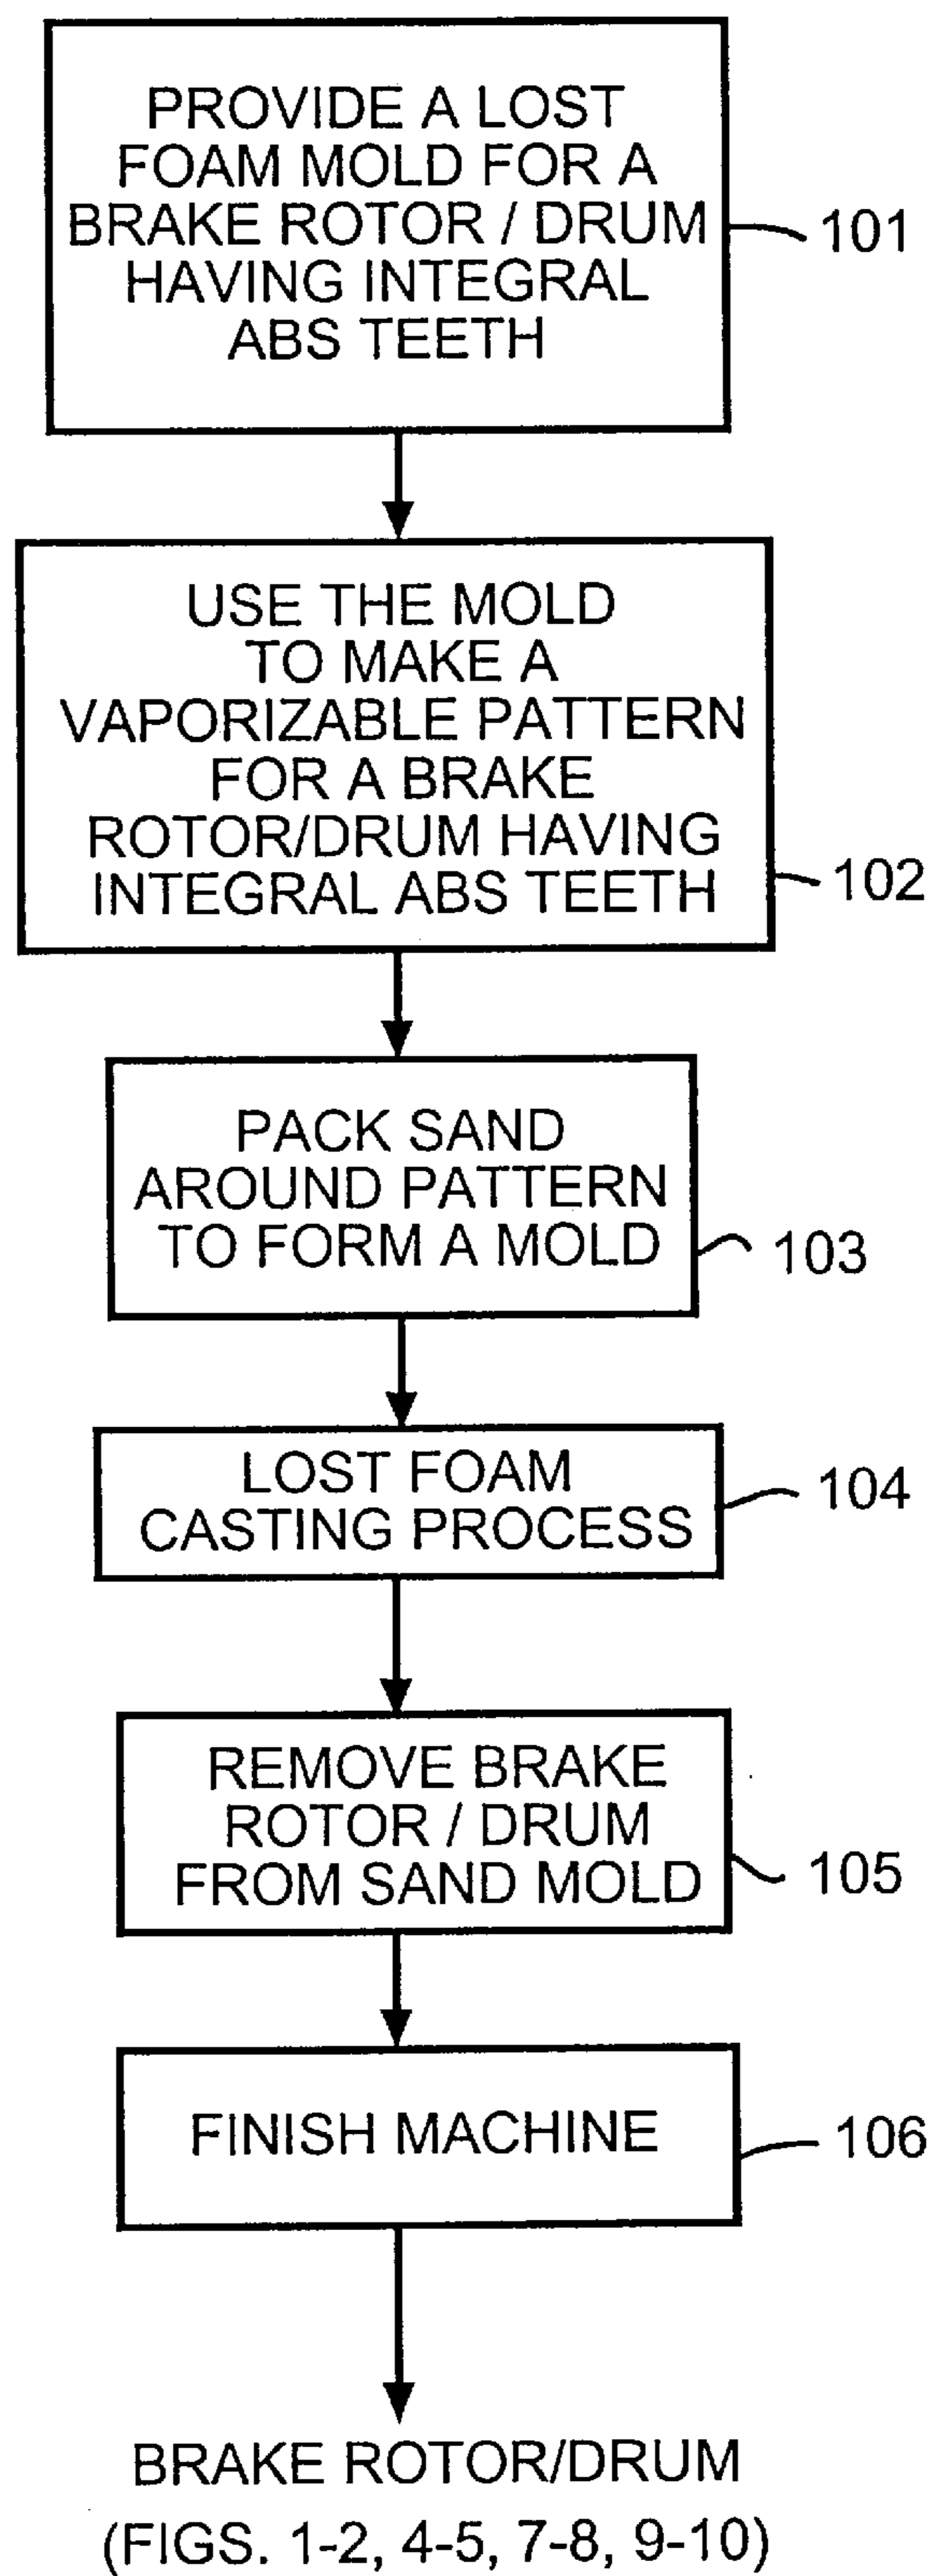 PROVIDE A LOST
FOAM MOLD FOR A
BRAKE ROTOR / DRUM
HAVING INTEGRAL
ABS TEETH
101
USE THE MOLD
TO MAKE A
VAPORIZABLE PATTERN
FOR A BRAKE
ROTOR/DRUM HAVING
INTEGRAL ABS TEETH
102
PACK SAND
AROUND PATTERN
TO FORM A MOLD
103
LOST FOAM
CASTING PROCESS
104
REMOVE BRAKE
ROTOR / DRUM
FROM SAND MOLD
105
FINISH MACHINE
106
BRAKE ROTOR/DRUM
(FIGS. 1-2, 4-5, 7-8, 9-10)